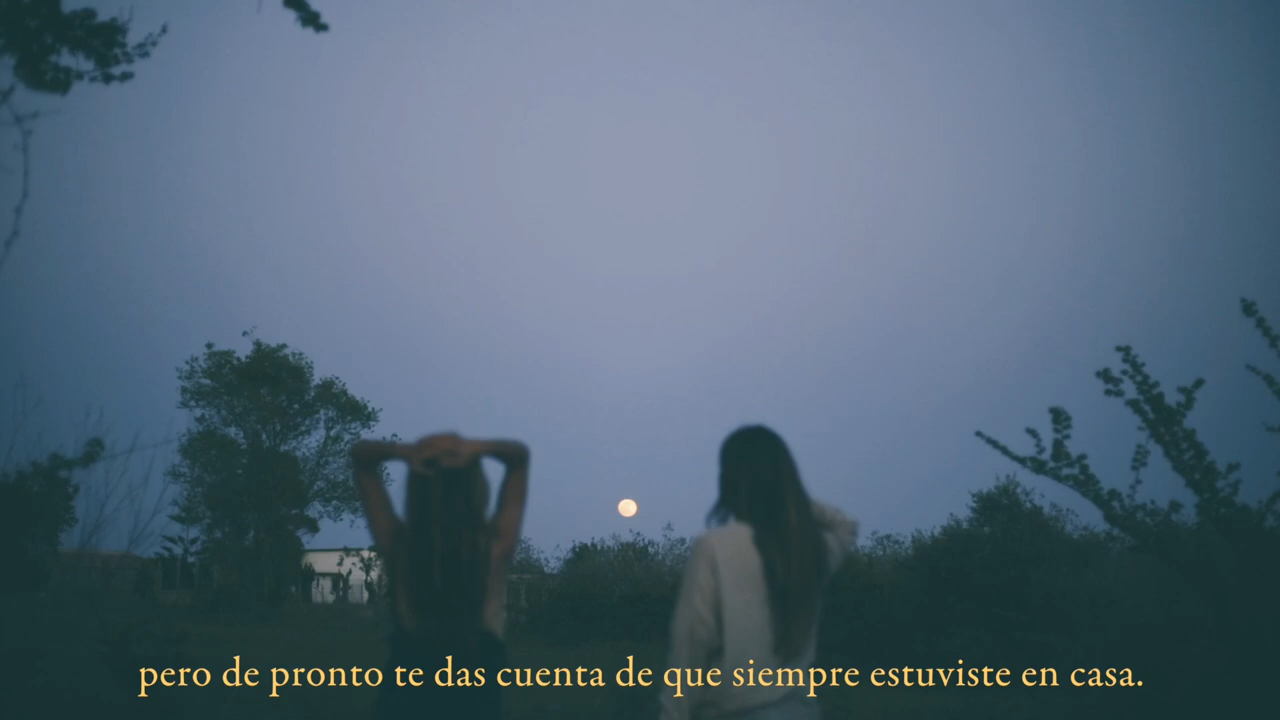 pero de pronto te das cuenta de que siempre estuviste en casa.